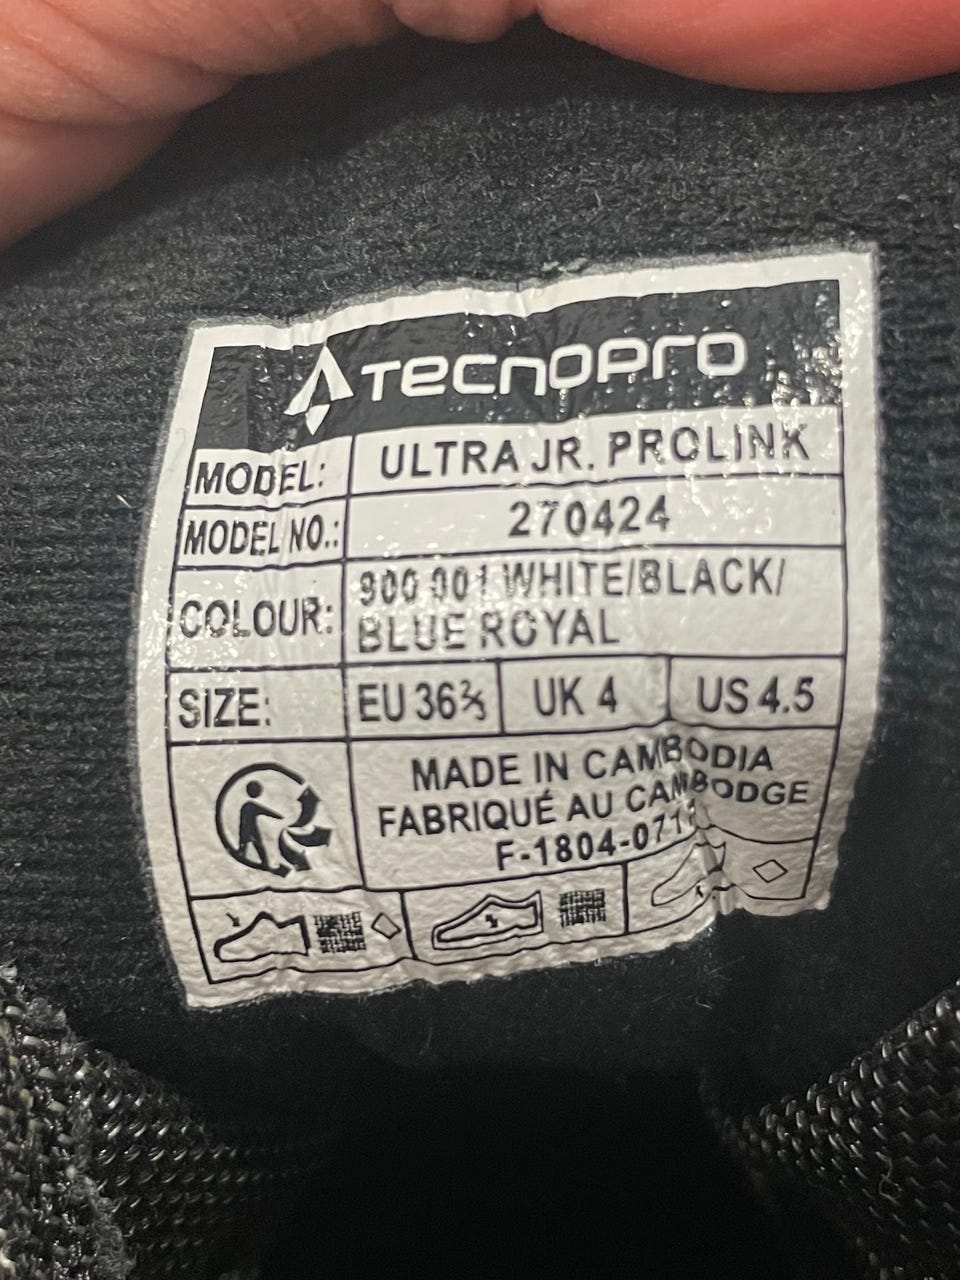 TECNOPRO
MODEL: ULTRA JR. PROLINK
MODEL NO.: 270424
COLOUR: 900 001 WHITE/BLACK/
BLUE ROYAL
SIZE: EU 36⅔ UK 4 US 4.5
MADE IN CAMBODIA
FABRIQUÉ AU CAMBODGE